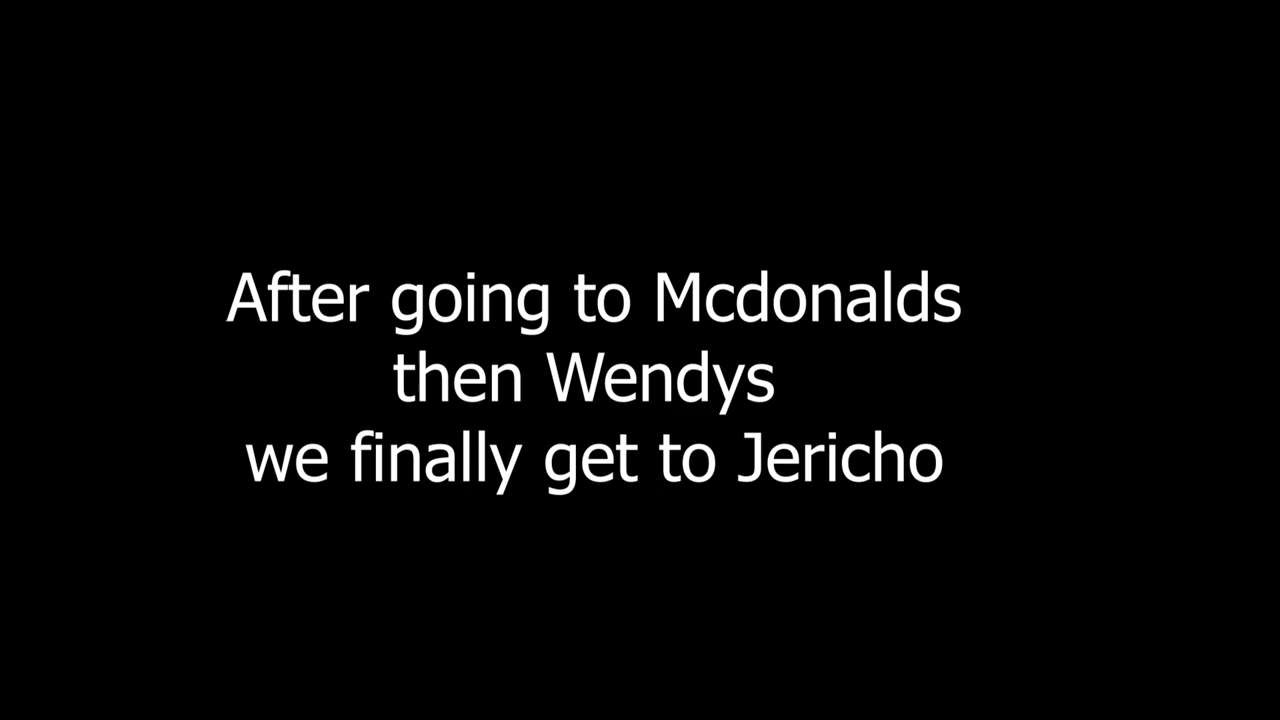 After going to Mcdonalds
then Wendys
we finally get to Jericho